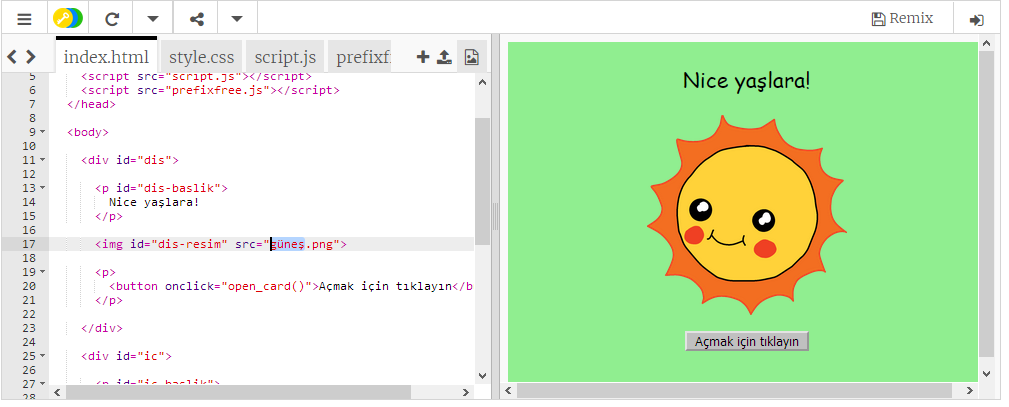 Remix
index.html style.css script.js prefixf
5 <script src="script.js"></script>
6 <script src="prefixfree.js"></script>
7 </head>
8
9 <body>
10
11 <div id="dis">
12
13 <p id="dis-baslik">
14 Nice yaşlara!
15 </p>
16
17 <img id="dis-resim" src="güneş.png">
18
19 <p>
20 <button onclick="open_card()">Açmak için tıklayın</b
21 </p>
22
23 </div>
24
25 <div id="ic">
26
27 <p id="ic-baslik">
28
Nice yaşlara!
Açmak için tıklayın